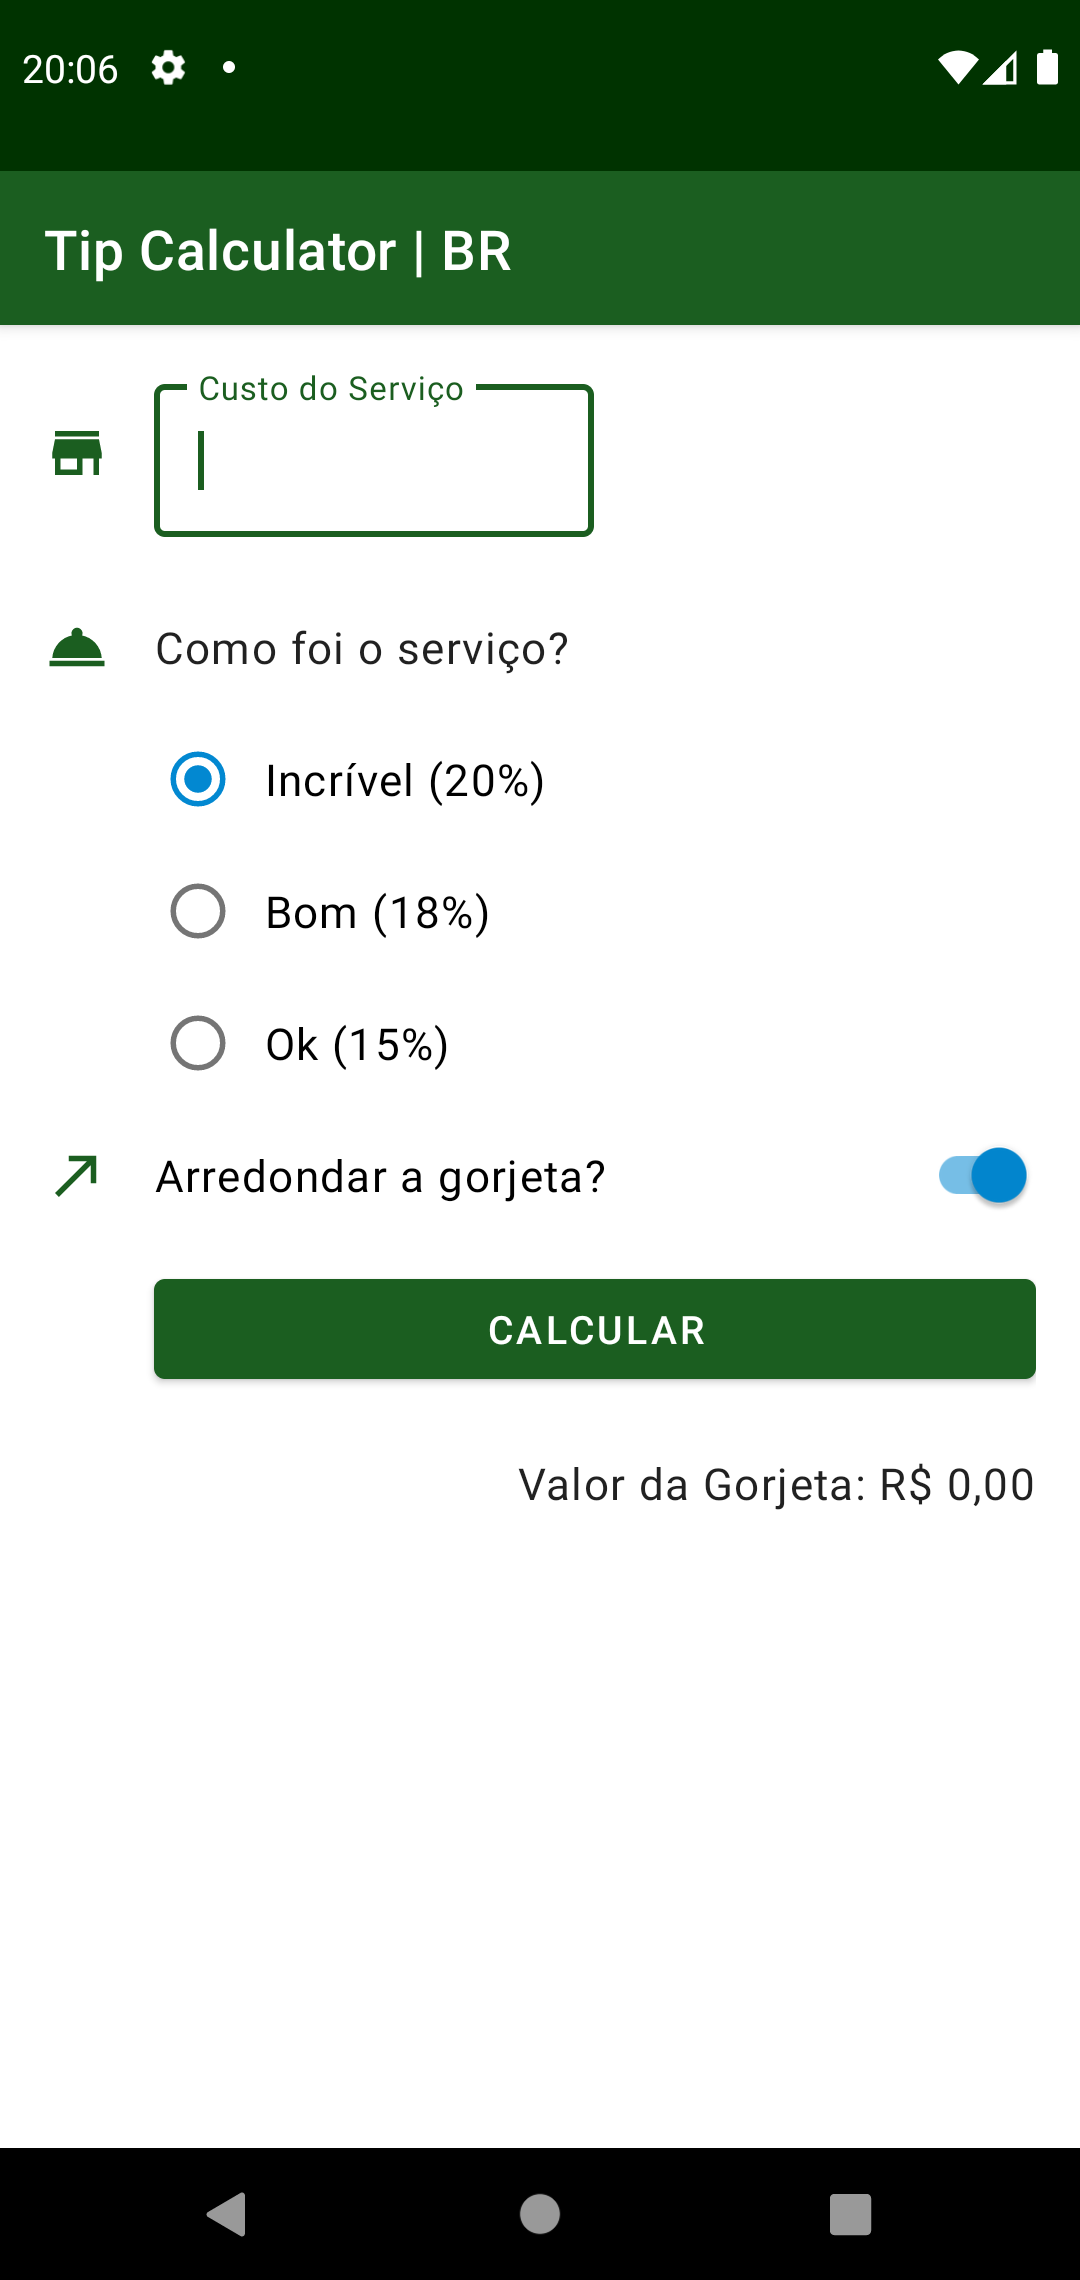 20:06
Tip Calculator | BR
Custo do Serviço
Como foi o serviço?
Incrível (20%)
Bom (18%)
Ok (15%)
Arredondar a gorjeta?
CALCULAR
Valor da Gorjeta: R$ 0,00